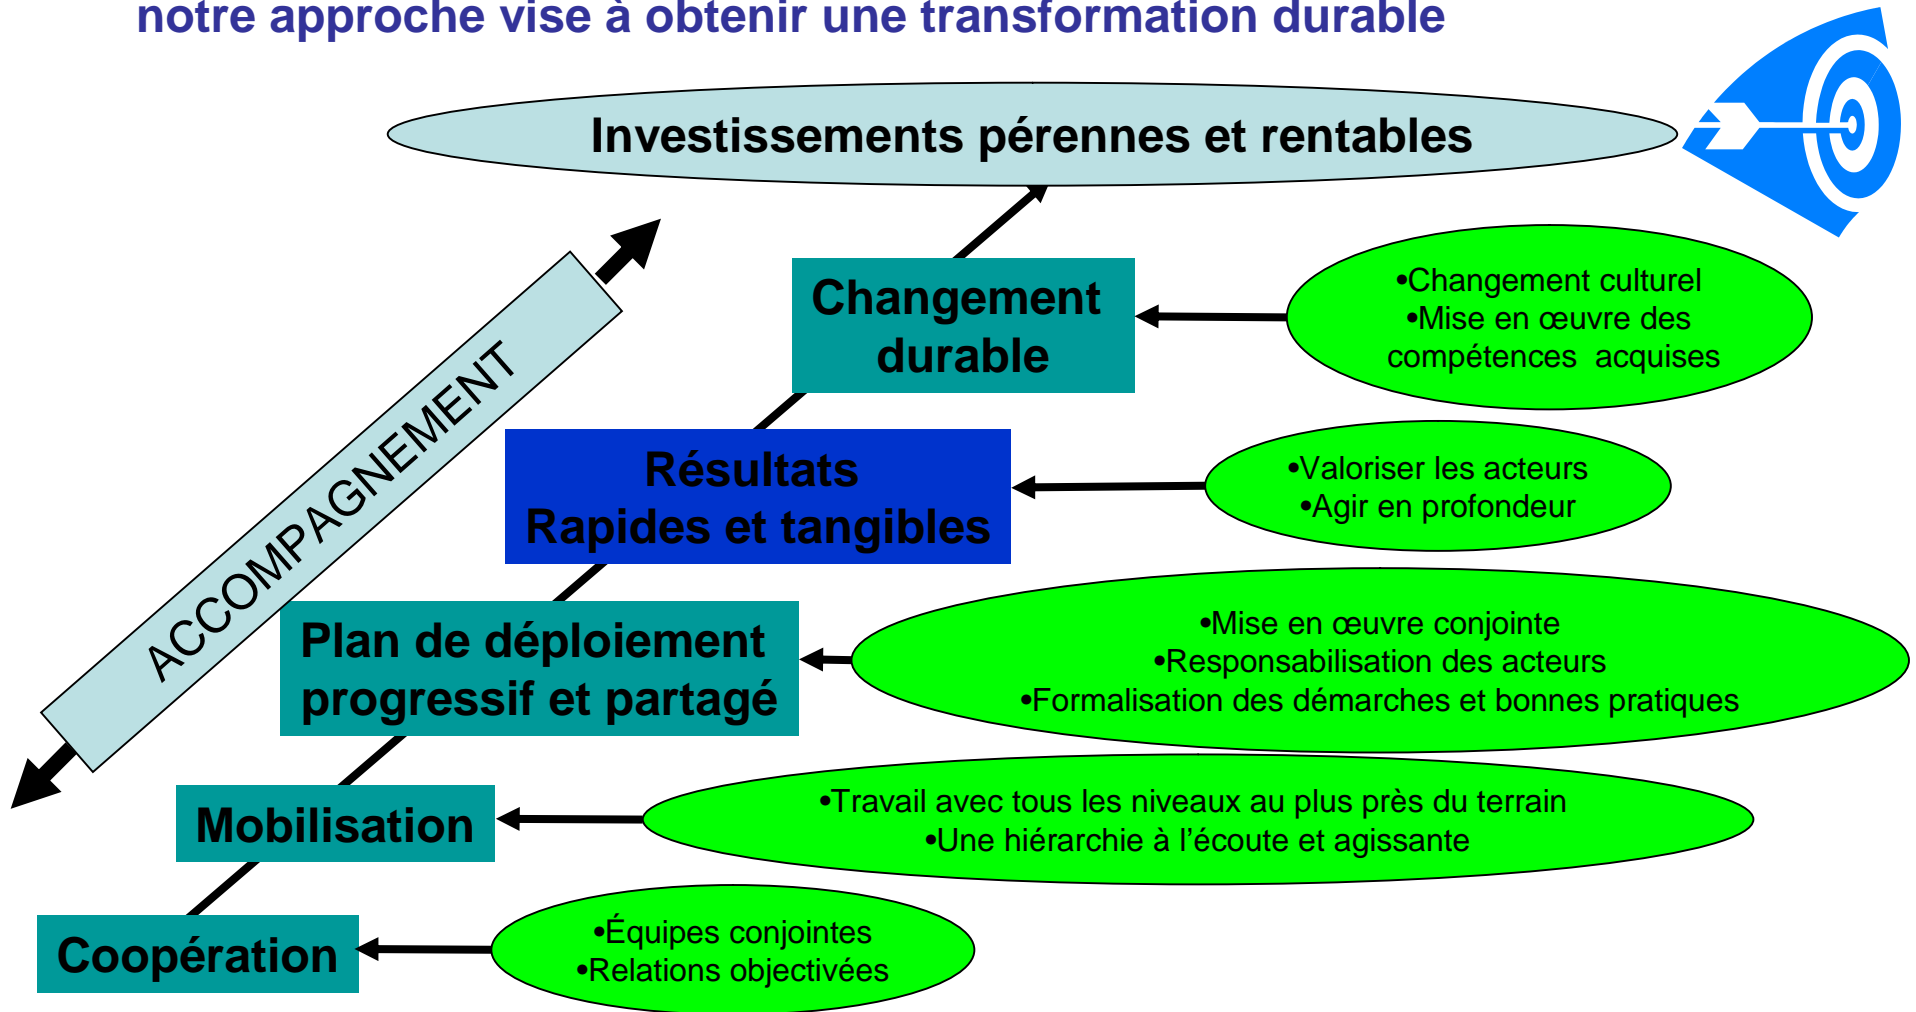 notre approche vise à obtenir une transformation durable
Investissements pérennes et rentables
ACCOMPAGNEMENT
Changement
durable
•Changement culturel
•Mise en œuvre des
compétences acquises
Résultats
Rapides et tangibles
•Valoriser les acteurs
•Agir en profondeur
Plan de déploiement
progressif et partagé
•Mise en œuvre conjointe
•Responsabilisation des acteurs
•Formalisation des démarches et bonnes pratiques
Mobilisation
•Travail avec tous les niveaux au plus près du terrain
•Une hiérarchie à l’écoute et agissante
Coopération
•Équipes conjointes
•Relations objectivées